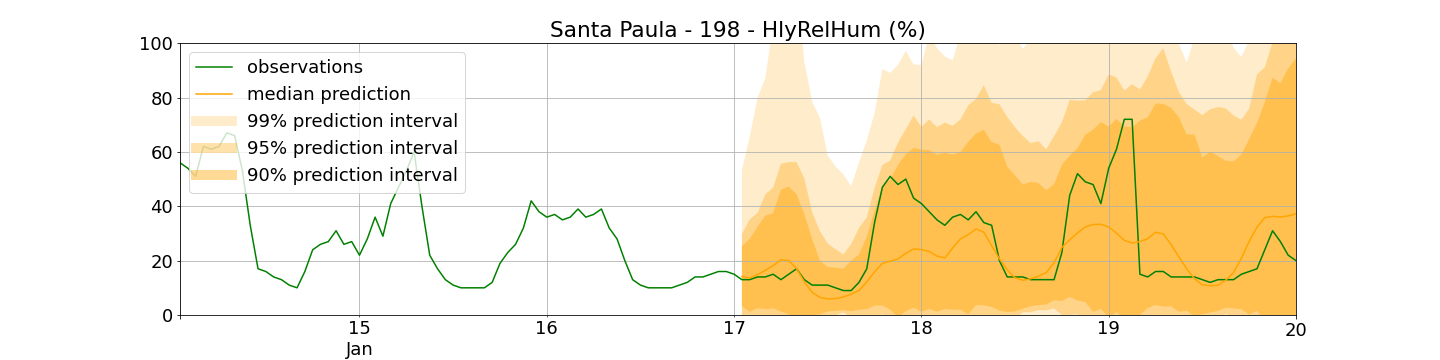 Santa Paula - 198 - HlyRelHum (%)
100
80
60
40
20
0
observations
median prediction
99% prediction interval
95% prediction interval
90% prediction interval
15
16
17
18
19
20
Jan